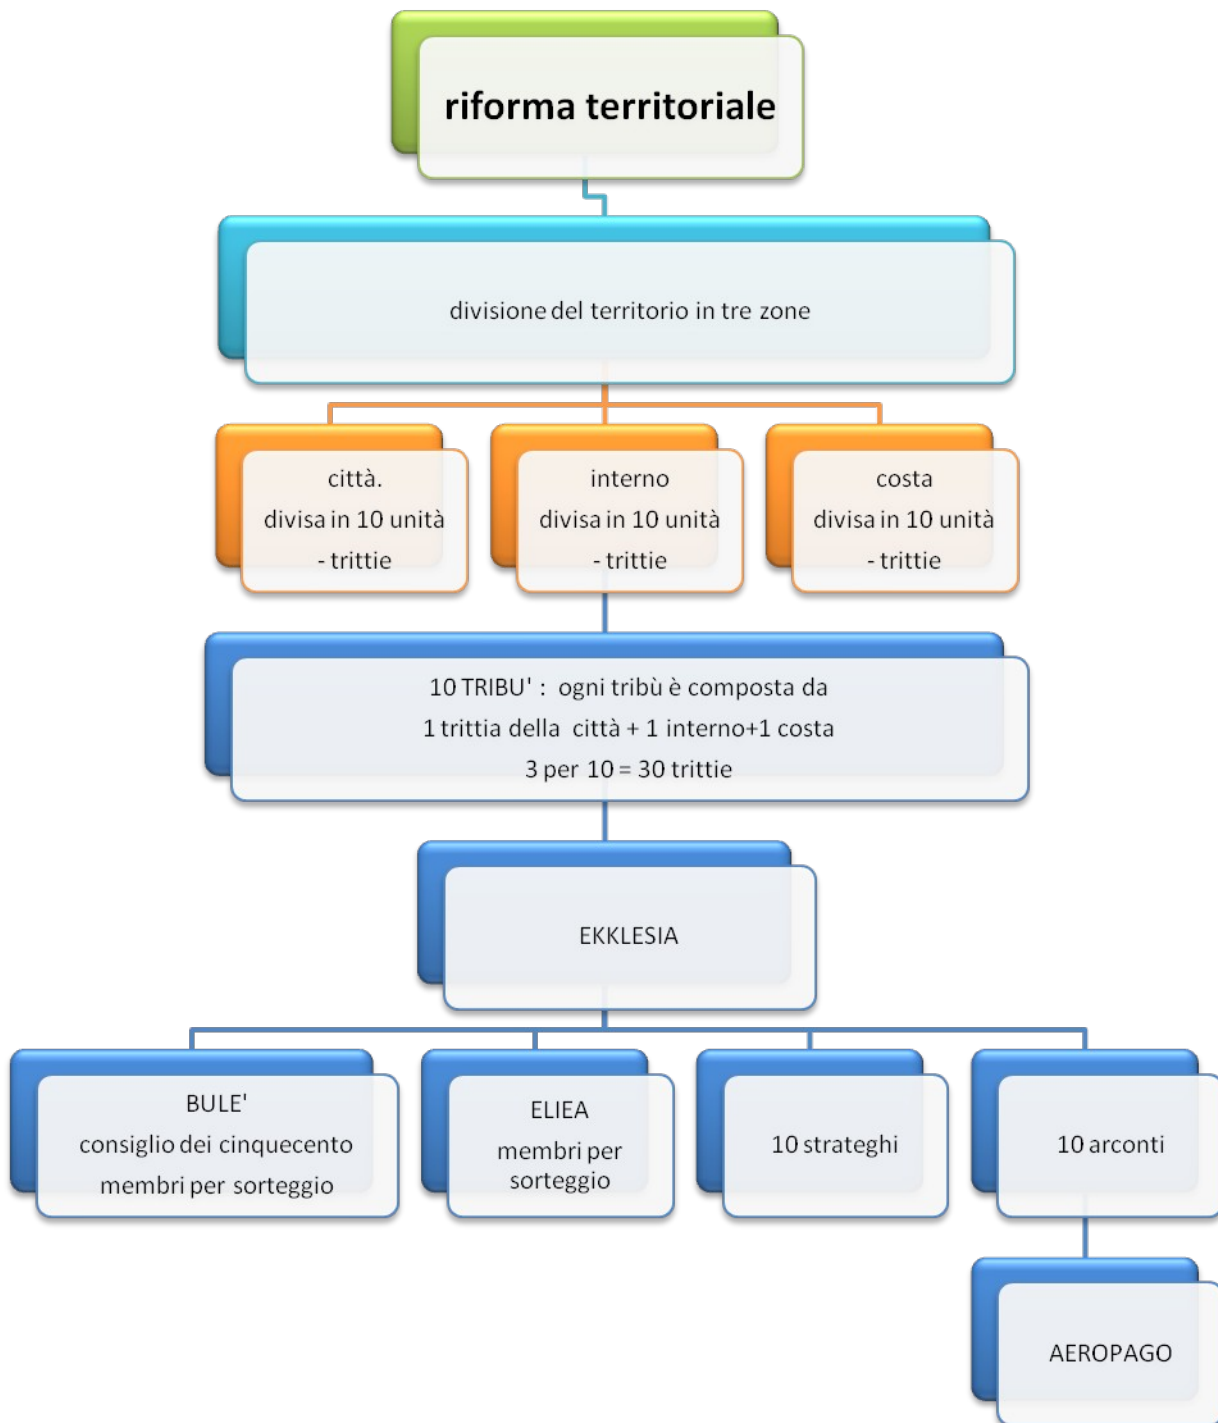 riforma territoriale
divisione del territorio in tre zone
città.
divisa in 10 unità
- trittie
interno
divisa in 10 unità
- trittie
costa
divisa in 10 unità
- trittie
10 TRIBU' : ogni tribù è composta da
1 trittia della città + 1 interno+1 costa
3 per 10 = 30 trittie
EKKLESIA
BULE'
consiglio dei cinquecento
membri per sorteggio
ELIEA
membri per
sorteggio
10 strateghi
10 arconti
AEROPAGO